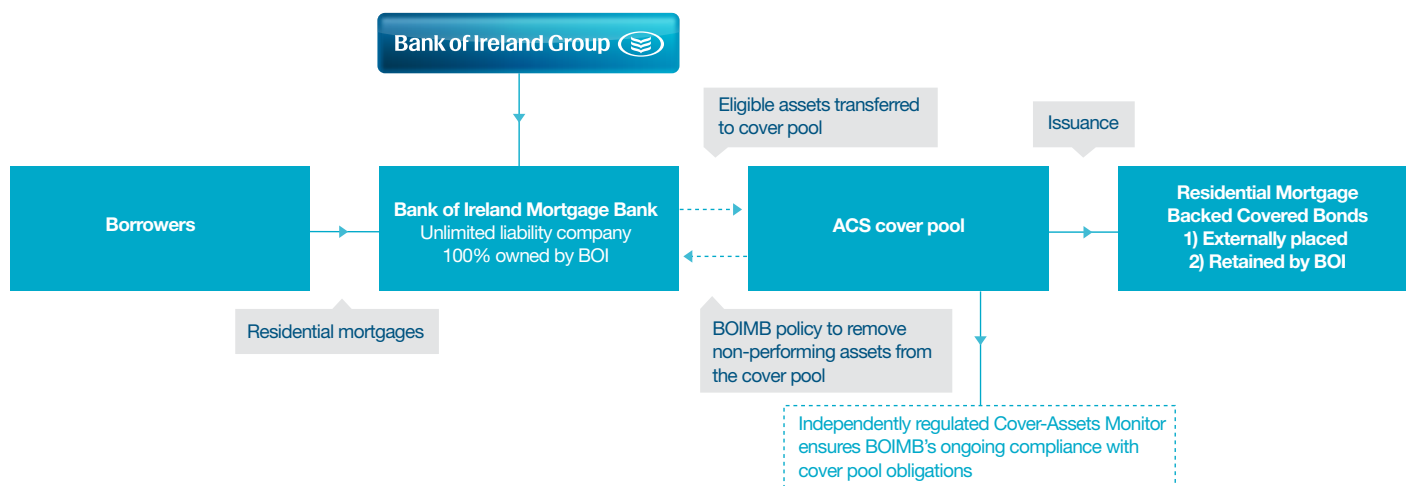 Bank of Ireland Group
Eligible assets transferred
to cover pool
Issuance
Borrowers
Bank of Ireland Mortgage Bank
Unlimited liability company
100% owned by BOI
ACS cover pool
Residential Mortgage
Backed Covered Bonds
1) Externally placed
2) Retained by BOI
Residential mortgages
BOIMB policy to remove
non-performing assets from
the cover pool
Independently regulated Cover-Assets Monitor
ensures BOIMB's ongoing compliance with
cover pool obligations